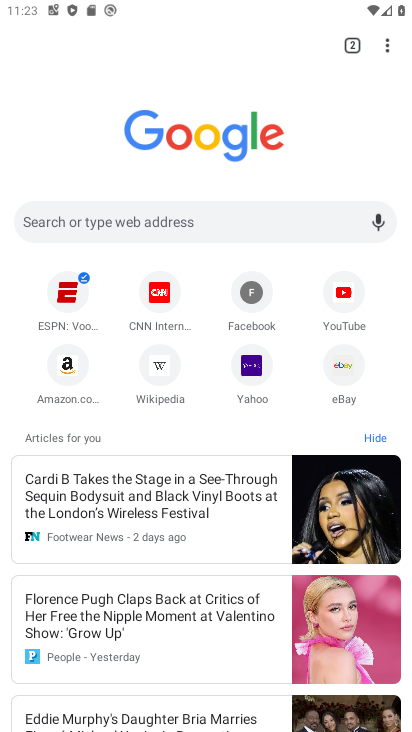 11:23
2
Google
Search or type web address
ESPN: Voo...
CNN Intern...
F
Facebook
YouTube
Amazon.co...
Wikipedia
Yahoo
eBay
Articles for you
Hide
Cardi B Takes the Stage in a See-Through
Sequin Bodysuit and Black Vinyl Boots at
the London's Wireless Festival
FN Footwear News - 2 days ago
Florence Pugh Claps Back at Critics of
Her Free the Nipple Moment at Valentino
Show: 'Grow Up'
P People - Yesterday
Eddie Murphy's Daughter Bria Marries